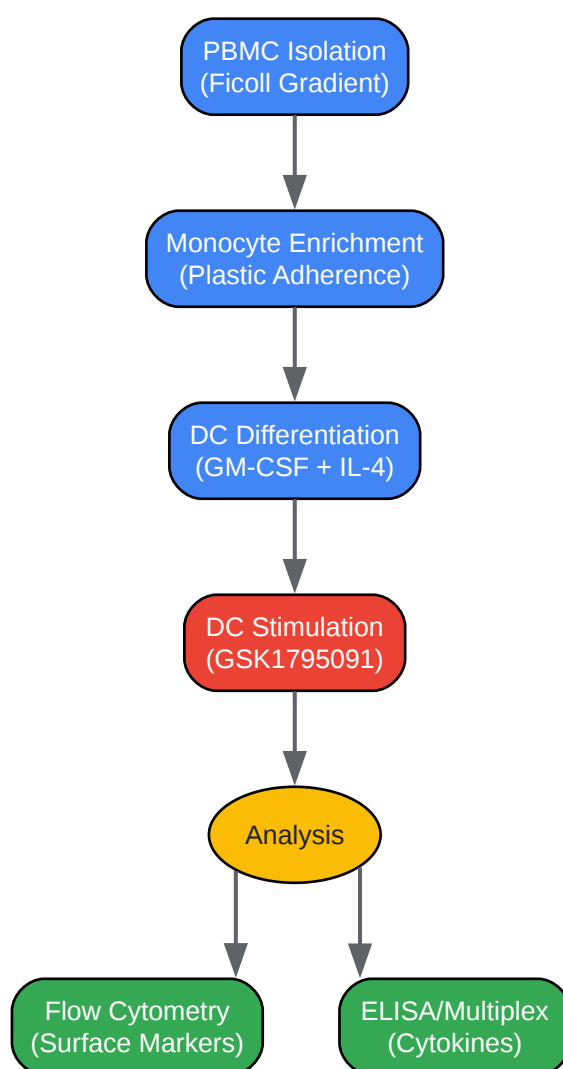 PBMC Isolation
(Ficoll Gradient)
Monocyte Enrichment
(Plastic Adherence)
DC Differentiation
(GM-CSF + IL-4)
DC Stimulation
(GSK1795091)
Analysis
Flow Cytometry
(Surface Markers)
ELISA/Multiplex
(Cytokines)